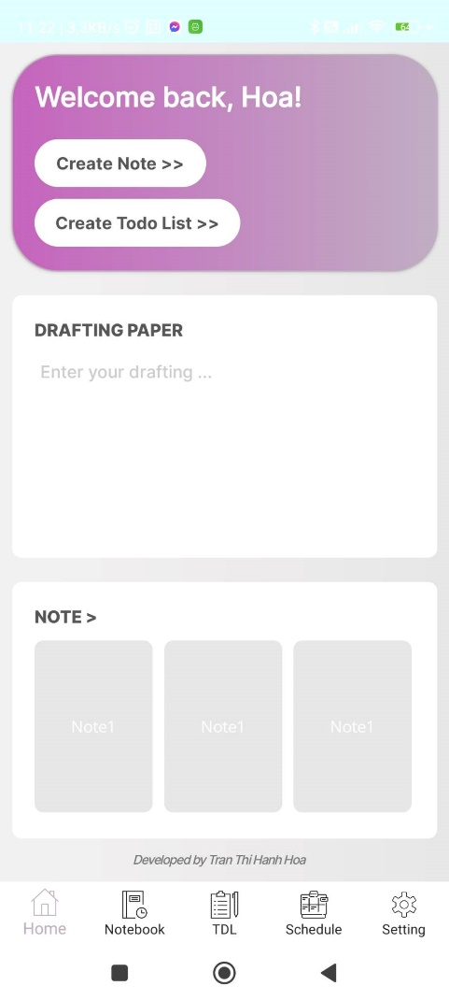 11:22 | 3,3KB/s
64
Welcome back, Hoa!
Create Note >>
Create Todo List >>
DRAFTING PAPER
Enter your drafting ...
NOTE >
Note1 Note1 Note1
Developed by Tran Thi Hanh Hoa
Home Notebook TDL Schedule Setting